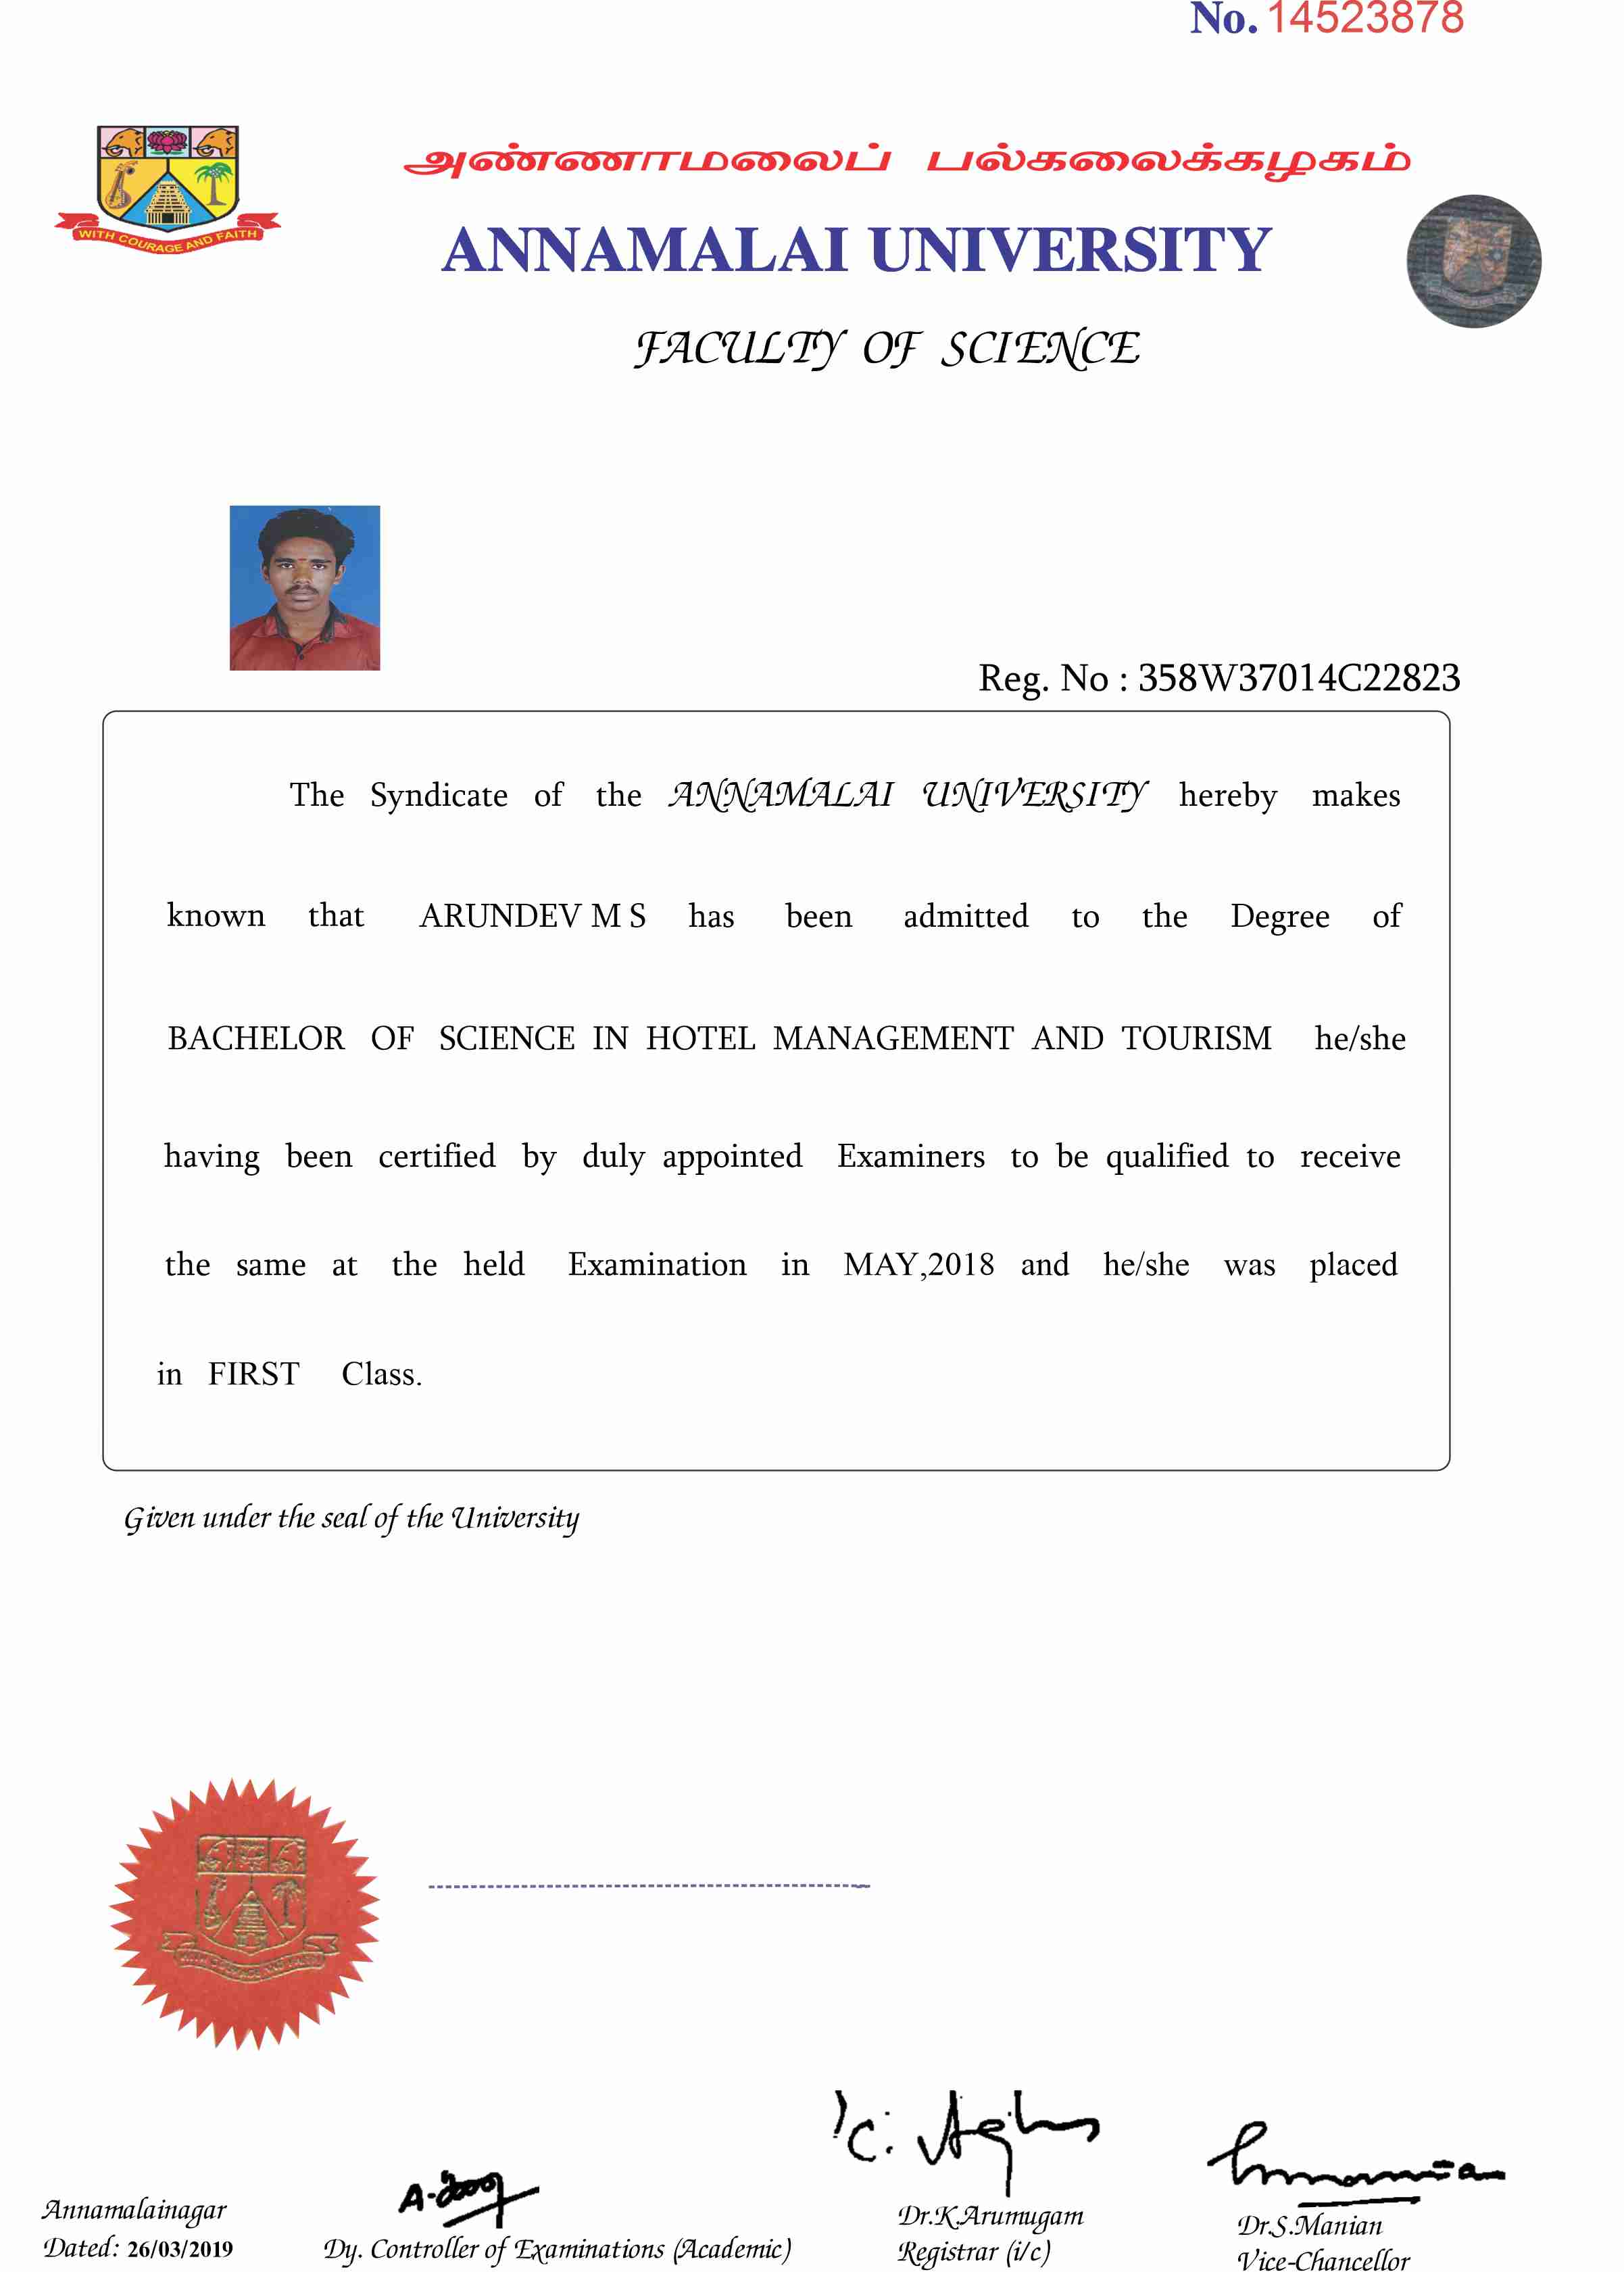 No. 14523878
அண்ணாமலைப் பல்கலைக்கழகம்
ANNAMALAI UNIVERSITY
WITH COURAGE AND FAITH
FACULTY OF SCIENCE
Reg. No : 358W37014C22823
The Syndicate of the ANNAMALAI UNIVERSITY hereby makes
known that ARUNDEV M S has been admitted to the Degree of
BACHELOR OF SCIENCE IN HOTEL MANAGEMENT AND TOURISM he/she
having been certified by duly appointed Examiners to be qualified to receive
the same at the held Examination in MAY,2018 and he/she was placed
in FIRST Class.
Given under the seal of the University
Annamalainagar
Dated: 26/03/2019
Dy. Controller of Examinations (Academic)
Dr.K.Arumugam
Registrar (i/c)
Dr.S.Manian
Vice-Chancellor